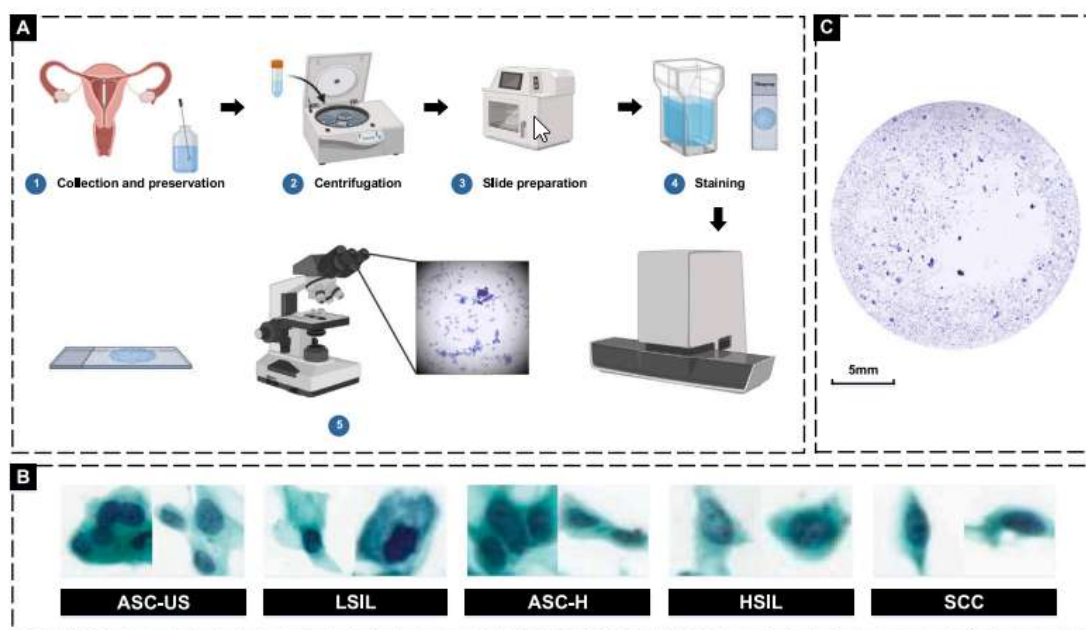 A
1 Collection and preservation
2 Centrifugation
3 Slide preparation
4 Staining
5
C
5mm
B
ASC-US
LSIL
ASC-H
HSIL
SCC